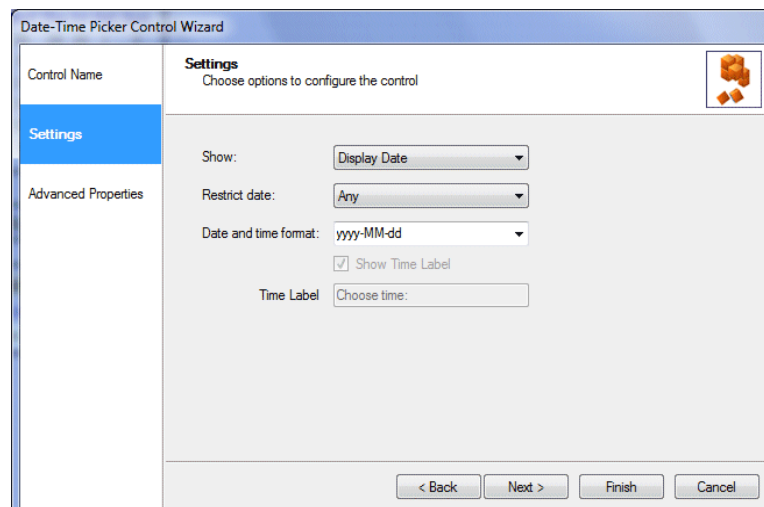 Date-Time Picker Control Wizard
Control Name
Settings
Advanced Properties
Settings
Choose options to configure the control
Show: Display Date
Restrict date: Any
Date and time format: yyyy-MM-dd
Show Time Label
Time Label Choose time:
< Back Next > Finish Cancel